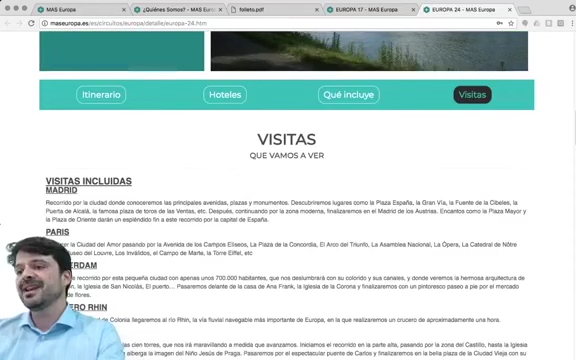 MAS Europa
¿Quiénes Somos? - MAS Euro
folleto.pdf
EUROPA 17 - MAS Europa
EUROPA 24 - MAS Europa
maseuropa.es/es/circuitos/europa/detalle/europa-24.htm
Itinerario
Hoteles
Qué incluye
Visitas
VISITAS
QUE VAMOS A VER
VISITAS INCLUIDAS
MADRID
Recorrido por la ciudad donde conoceremos las principales avenidas, plazas y monumentos. Descubriremos lugares como la Plaza España, la Gran Vía, la Fuente de la Cibeles, la
Puerta de Alcalá, la famosa plaza de toros de las Ventas, etc. Después, continuando por la zona moderna, finalizaremos en el Madrid de los Austrias. Encantos como la Plaza Mayor y
la Plaza de Oriente darán un espléndido fin a este recorrido por la capital de España.
PARIS
la Ciudad del Amor pasando por la Avenida de los Campos Elíseos, La Plaza de la Concordia, El Arco del Triunfo, La Asamblea Nacional, La Ópera, La Catedral de Nôtre
del Louvre, Los Inválidos, el Campo de Marte, la Torre Eiffel, etc
ERDAM
recorrido por esta pequeña ciudad con apenas unos 700.000 habitantes, que nos deslumbrará con su colorido y sus canales, y donde veremos la hermosa arquitectura de
la Iglesia de San Nicolás, El puerto… Pasaremos delante de la casa de Ana Frank, la Iglesia de la Corona y finalizaremos con un pintoresco paseo a pie por el mercado
de flores.
RO RHIN
de Colonia llegaremos al río Rhin, la vía fluvial navegable más importante de Europa, en la que realizaremos un crucero de aproximadamente una hora.
cien torres, que nos irá maravillando a medida que avanzamos. Iniciamos el recorrido en la parte alta, pasando por la zona del Castillo, hasta la Iglesia
alberga la imagen del Niño Jesús de Praga. Pasaremos por el espectacular puente de Carlos y finalizaremos en la bella plaza de la Ciudad Vieja con su